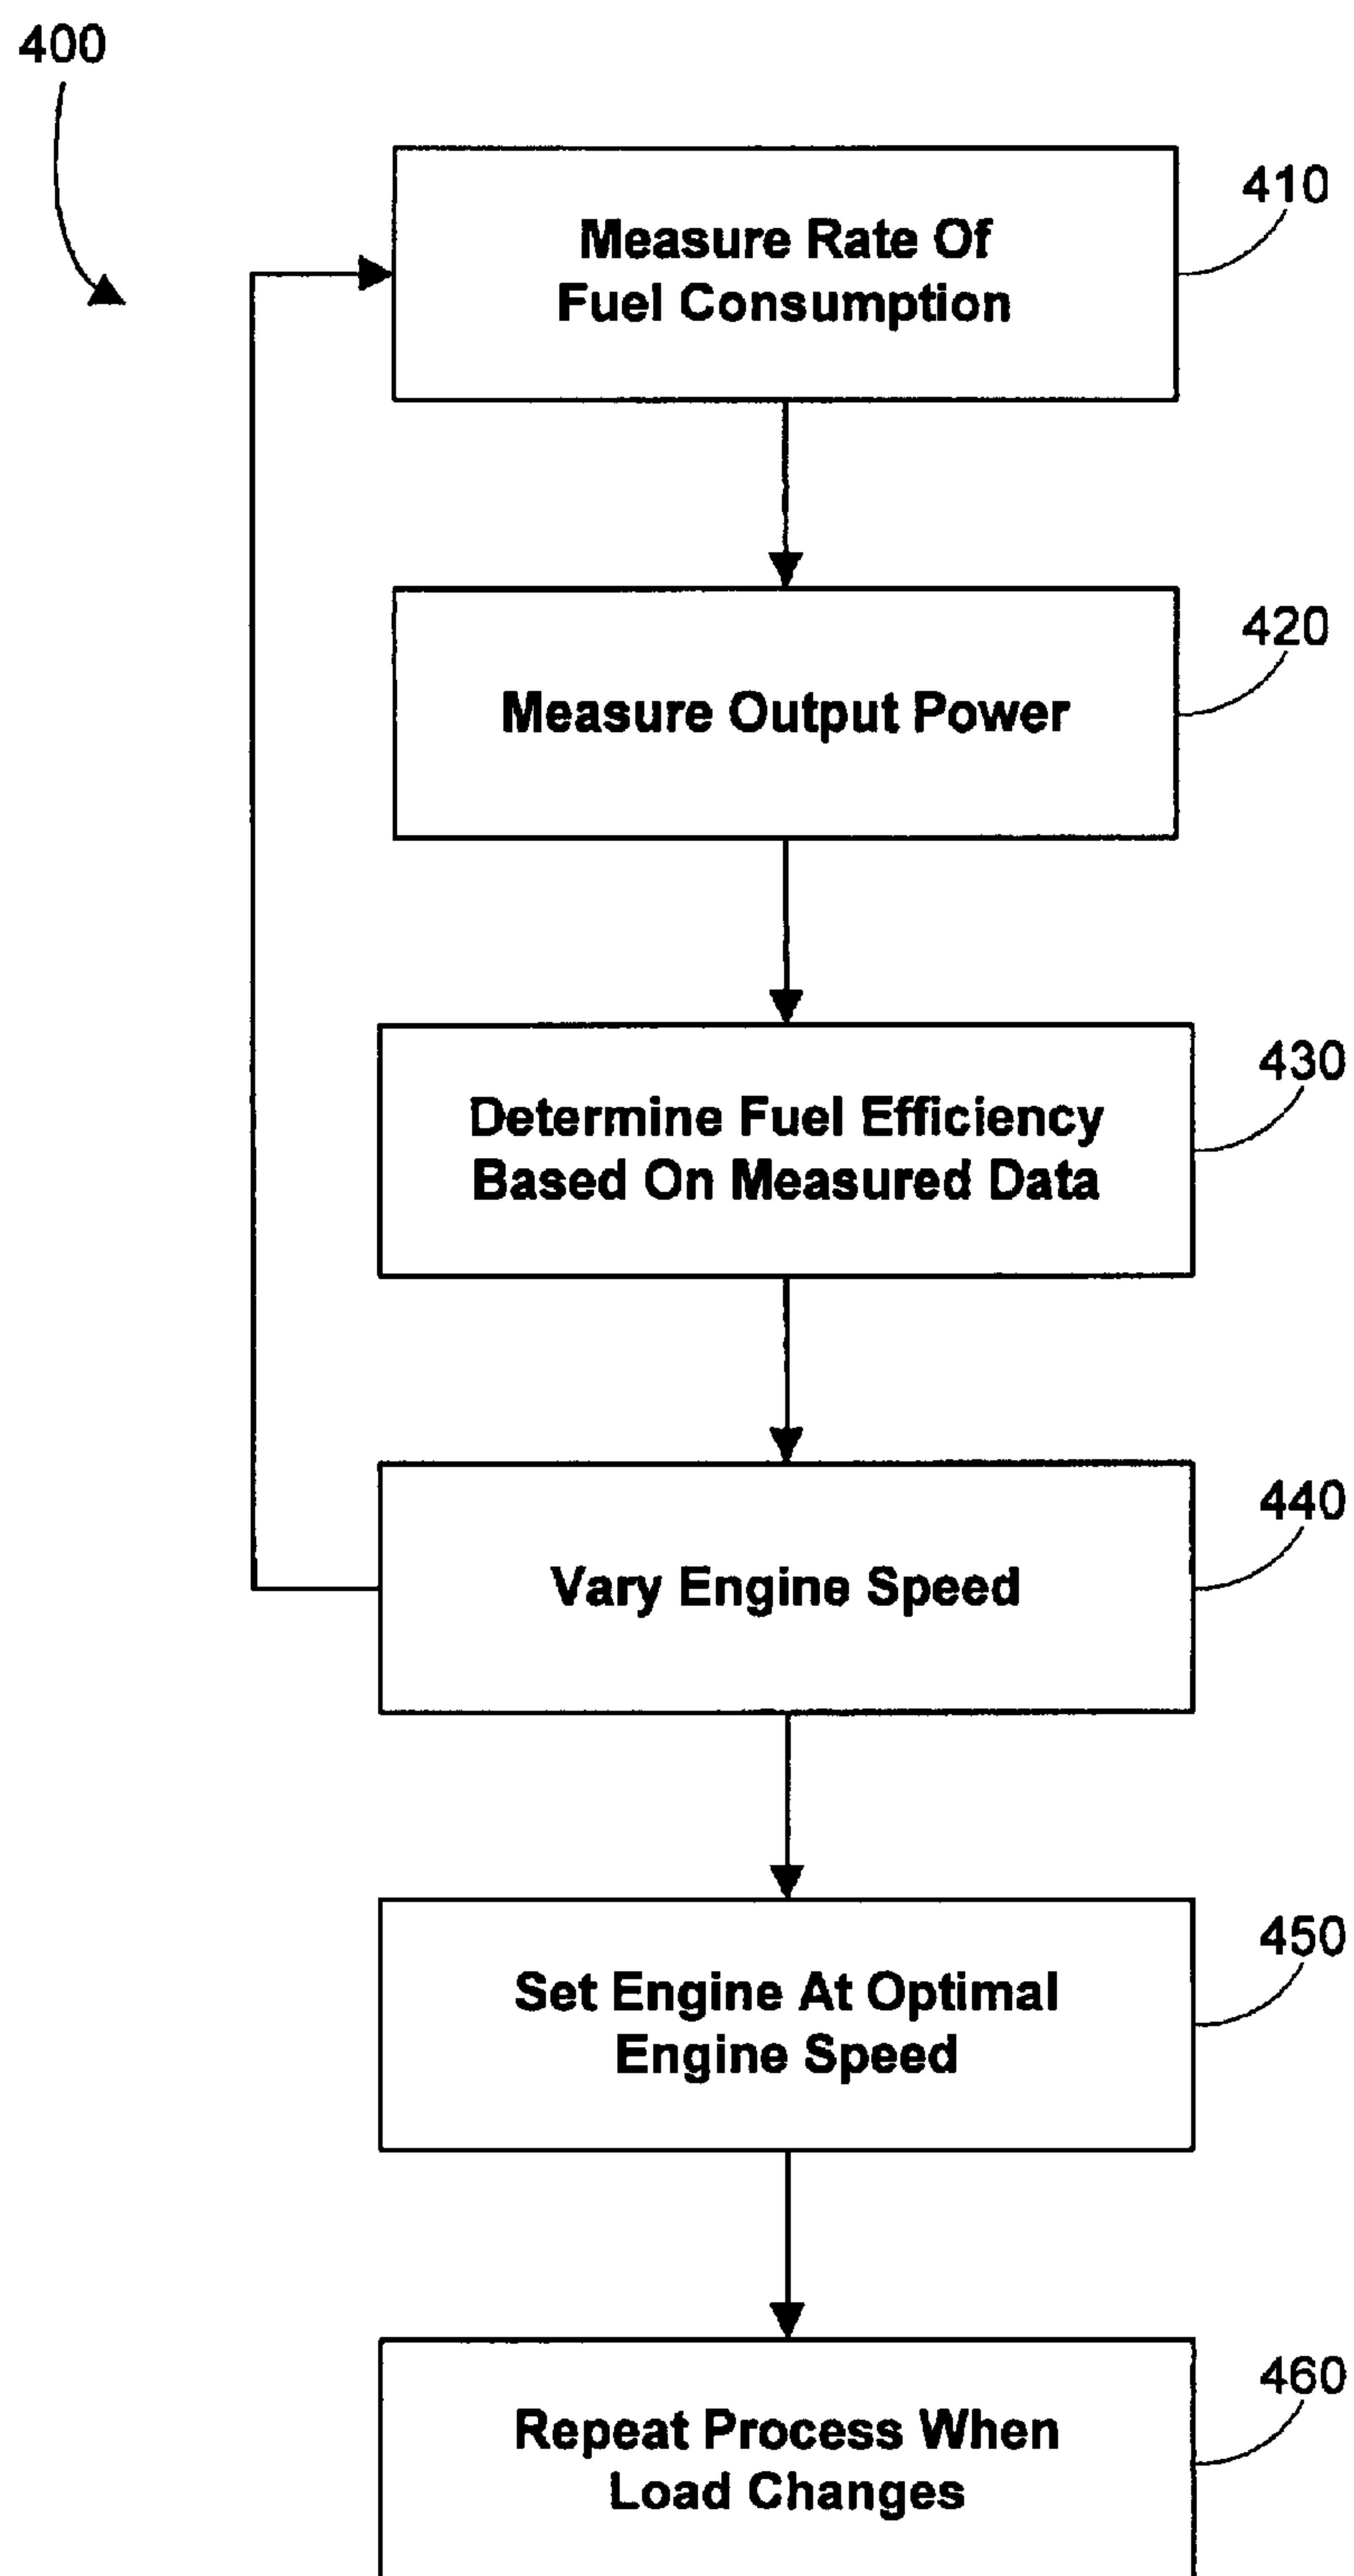 400
410
Measure Rate Of
Fuel Consumption
420
Measure Output Power
430
Determine Fuel Efficiency
Based On Measured Data
440
Vary Engine Speed
450
Set Engine At Optimal
Engine Speed
460
Repeat Process When
Load Changes